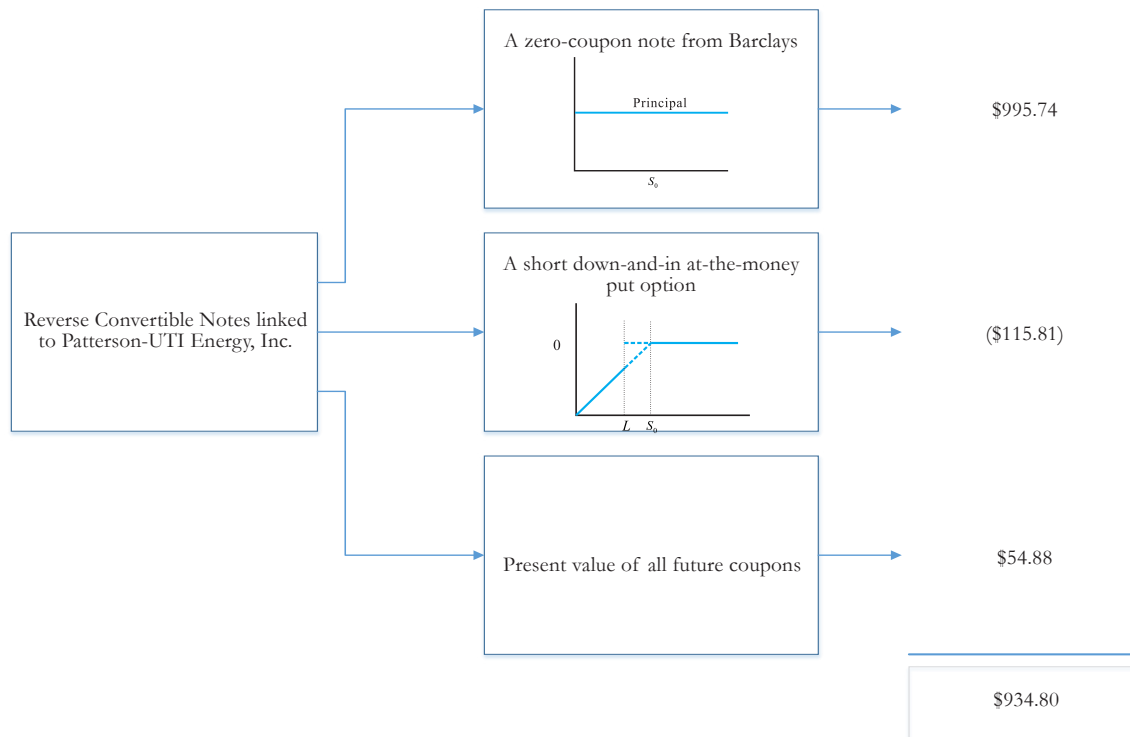 A zero-coupon note from Barclays
Principal
S₀
$995.74
Reverse Convertible Notes linked
to Patterson-UTI Energy, Inc.
A short down-and-in at-the-money
put option
0
L S₀
($115.81)
Present value of all future coupons
$54.88
$934.80